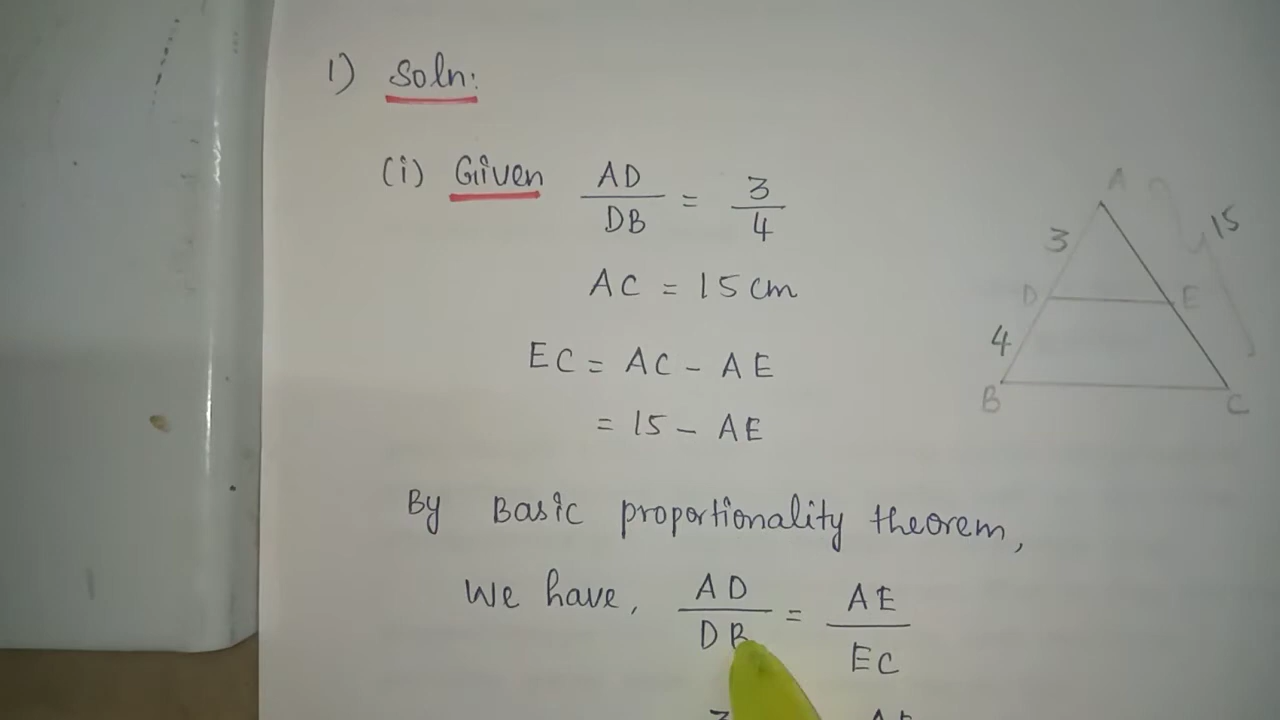 1) Soln:
(i) Given AD/DB = 3/4
AC = 15 cm
EC = AC - AE
= 15 - AE
By Basic proportionality theorem,
We have, AD/DB = AE/EC
A
15
3
D
E
4
B
C